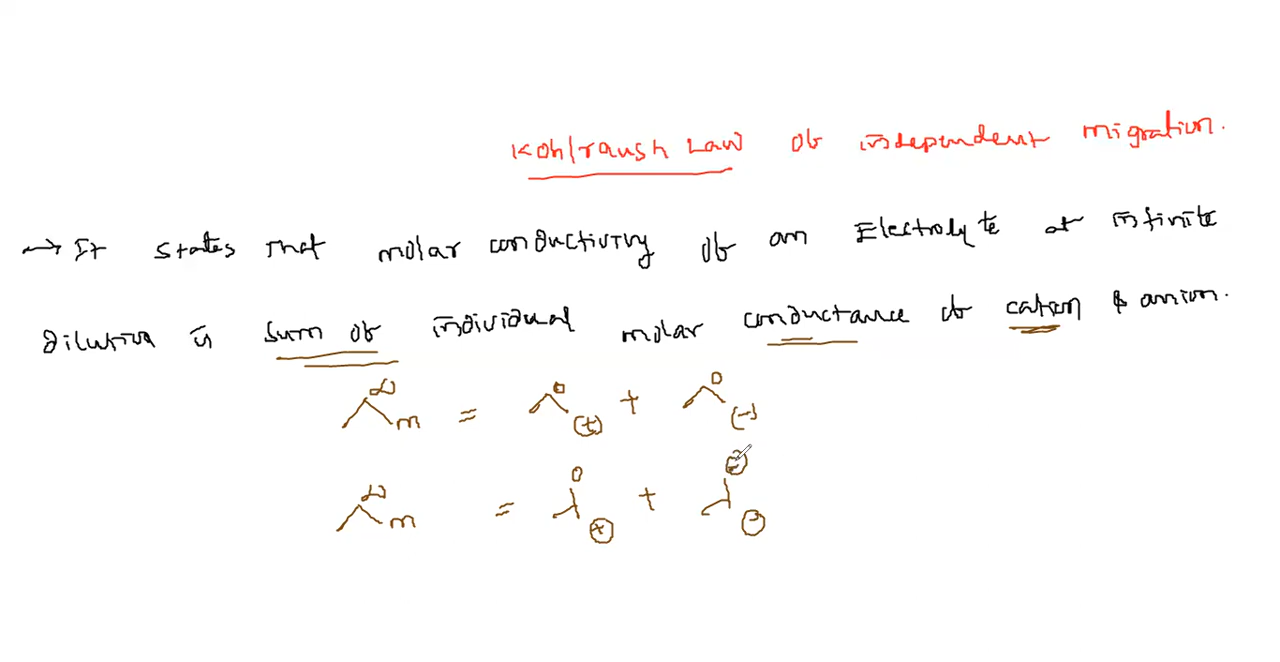 Kohlraush Law of independent migration.
→ It states that molar conductivity of an Electrolyte at infinite
dilution is sum of individual molar conductance of cation & anion.
Λ∞m = Λ°(+) + Λ°(-)
Λ∞m = λ°⊕ + λ⊖⊖